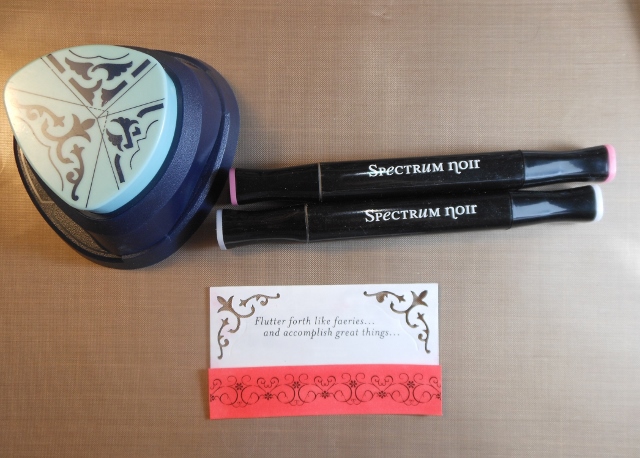 SPECTRUM NOIR
SPECTRUM NOIR
Flutter forth like faeries...
and accomplish great things...